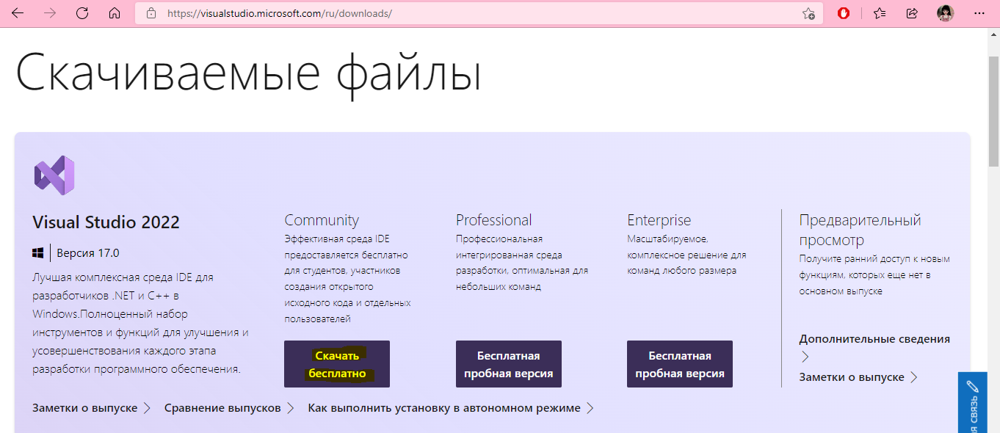 https://visualstudio.microsoft.com/ru/downloads/
Скачиваемые файлы
Visual Studio 2022
Версия 17.0
Лучшая комплексная среда IDE для
разработчиков .NET и C++ в
Windows.Полноценный набор
инструментов и функций для улучшения и
усовершенствования каждого этапа
разработки программного обеспечения.
Community
Эффективная среда IDE
предоставляется бесплатно
для студентов, участников
создания открытого
исходного кода и отдельных
пользователей
Скачать
бесплатно
Professional
Профессиональная
интегрированная среда
разработки, оптимальная для
небольших команд
Бесплатная
пробная версия
Enterprise
Масштабируемое,
комплексное решение для
команд любого размера
Бесплатная
пробная версия
Предварительный
просмотр
Получите ранний доступ к новым
функциям, которых еще нет в
основном выпуске
Дополнительные сведения
Заметки о выпуске
Заметки о выпуске
Сравнение выпусков
Как выполнить установку в автономном режиме
я связь